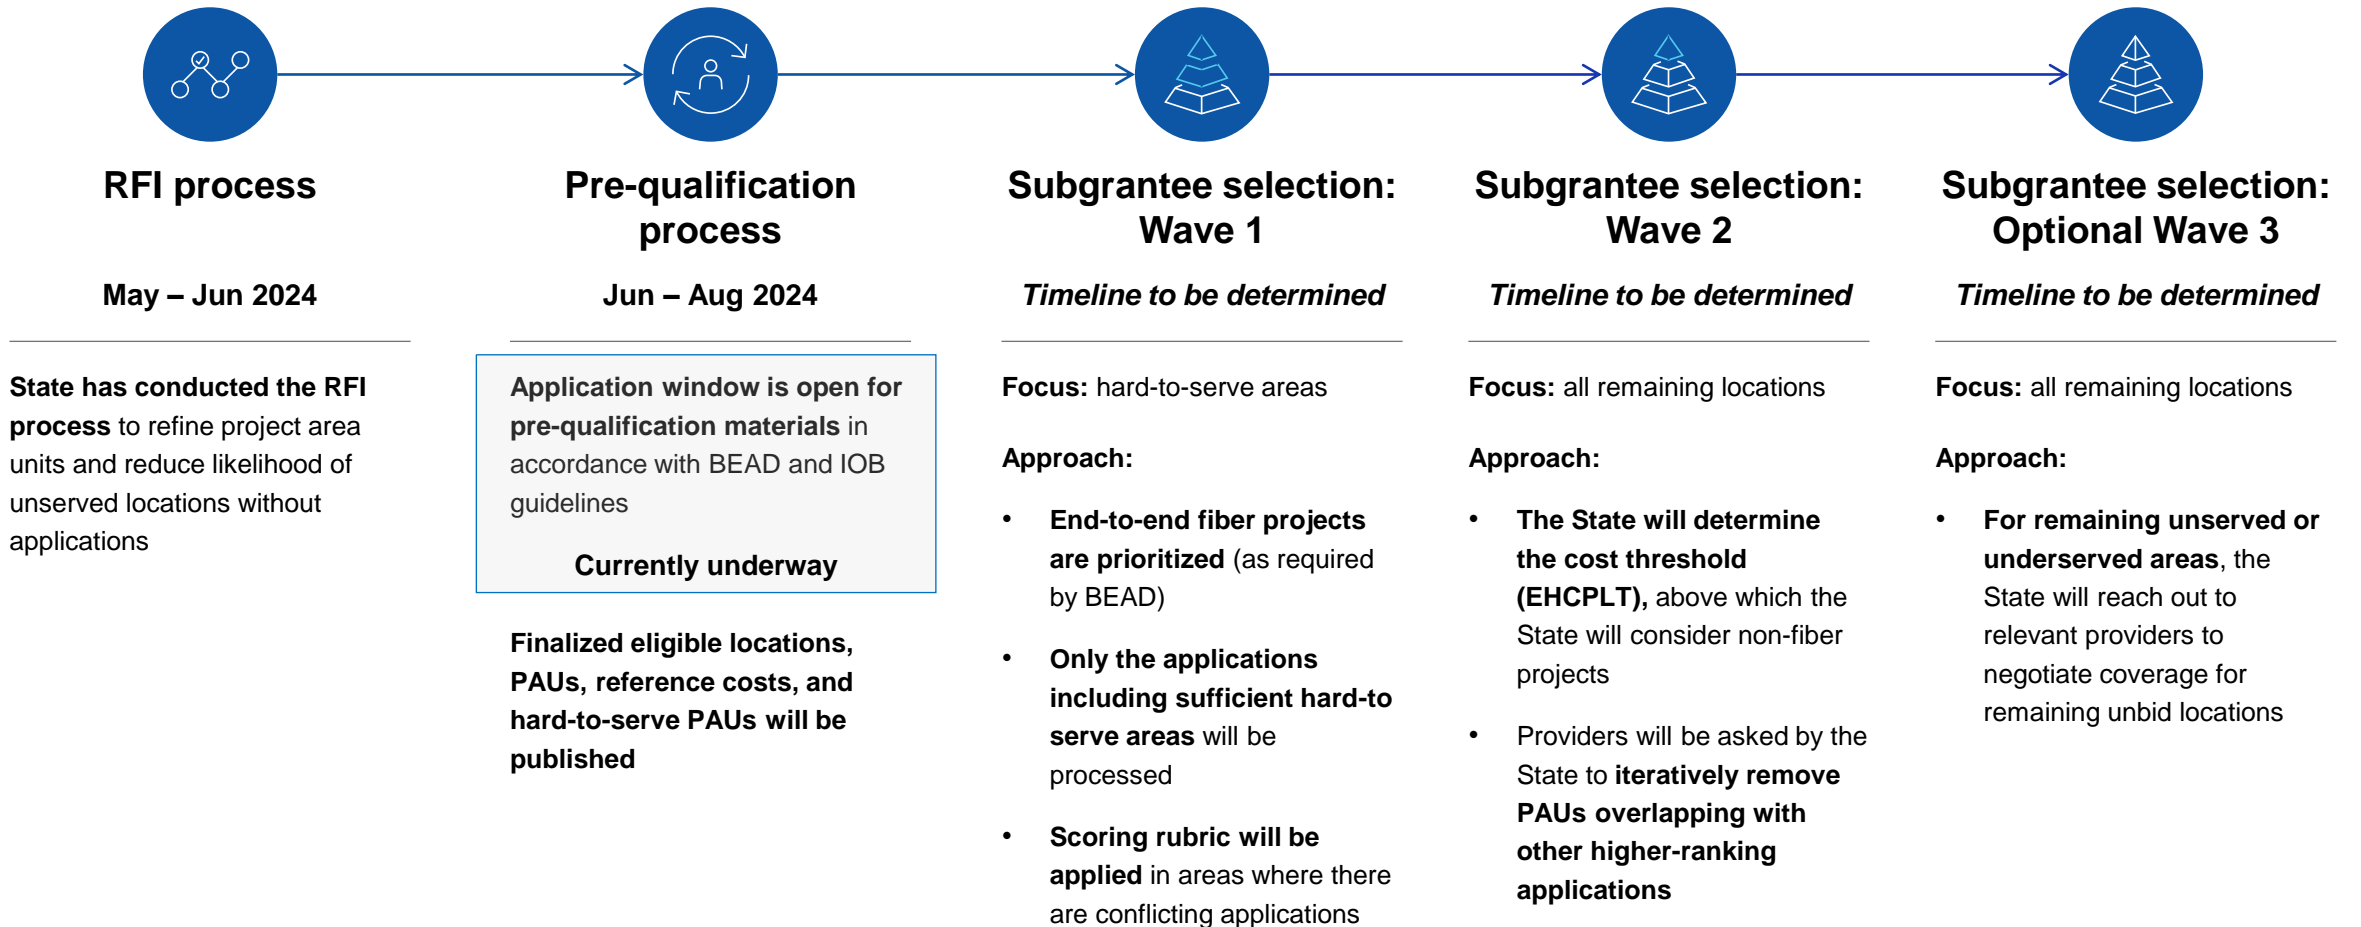 RFI process
May – Jun 2024
State has conducted the RFI
process to refine project area
units and reduce likelihood of
unserved locations without
applications
Pre-qualification
process
Jun – Aug 2024
Application window is open for
pre-qualification materials in
accordance with BEAD and IOB
guidelines
Currently underway
Finalized eligible locations,
PAUs, reference costs, and
hard-to-serve PAUs will be
published
Subgrantee selection:
Wave 1
Timeline to be determined
Focus: hard-to-serve areas
Approach:
• End-to-end fiber projects
are prioritized (as required
by BEAD)
• Only the applications
including sufficient hard-to
serve areas will be
processed
• Scoring rubric will be
applied in areas where there
are conflicting applications
Subgrantee selection:
Wave 2
Timeline to be determined
Focus: all remaining locations
Approach:
• The State will determine
the cost threshold
(EHCPLT), above which the
State will consider non-fiber
projects
• Providers will be asked by the
State to iteratively remove
PAUs overlapping with
other higher-ranking
applications
Subgrantee selection:
Optional Wave 3
Timeline to be determined
Focus: all remaining locations
Approach:
• For remaining unserved or
underserved areas, the
State will reach out to
relevant providers to
negotiate coverage for
remaining unbid locations